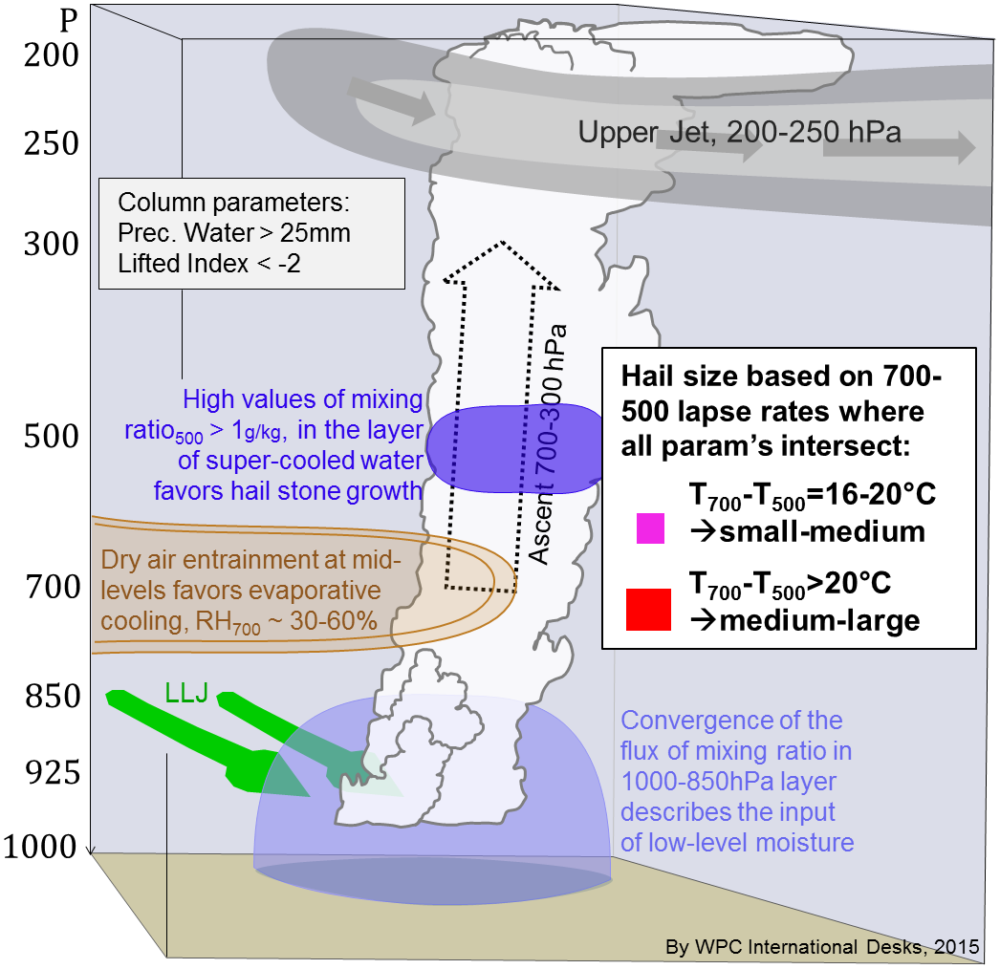 P
200
250
300
500
700
850
925
1000
Upper Jet, 200-250 hPa
Column parameters:
Prec. Water > 25mm
Lifted Index < -2
Ascent 700-300 hPa
High values of mixing
ratio500 > 1g/kg, in the layer
of super-cooled water
favors hail stone growth
Hail size based on 700-
500 lapse rates where
all param’s intersect:
T700-T500=16-20°C
→small-medium
T700-T500>20°C
→medium-large
Dry air entrainment at mid-
levels favors evaporative
cooling, RH700 ~ 30-60%
LLJ
Convergence of the
flux of mixing ratio in
1000-850hPa layer
describes the input
of low-level moisture
By WPC International Desks, 2015